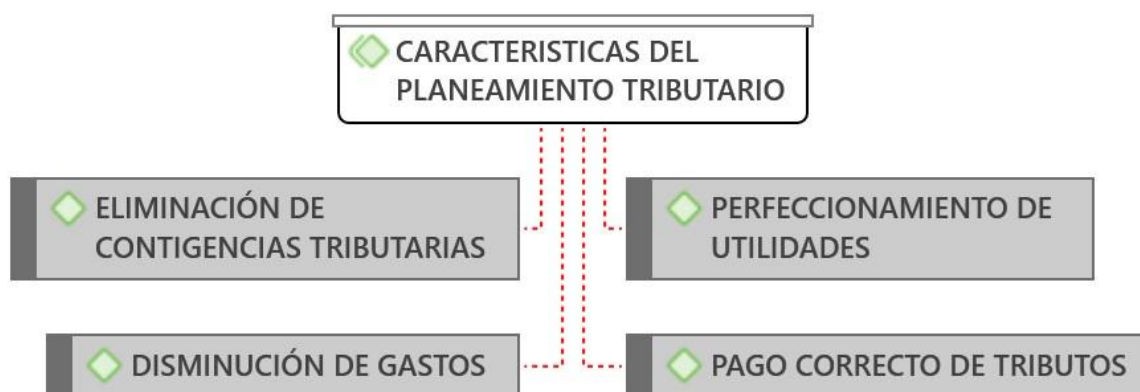 CARACTERISTICAS DEL
PLANEAMIENTO TRIBUTARIO
ELIMINACIÓN DE
CONTIGENCIAS TRIBUTARIAS
PERFECCIONAMIENTO DE
UTILIDADES
DISMINUCIÓN DE GASTOS
PAGO CORRECTO DE TRIBUTOS